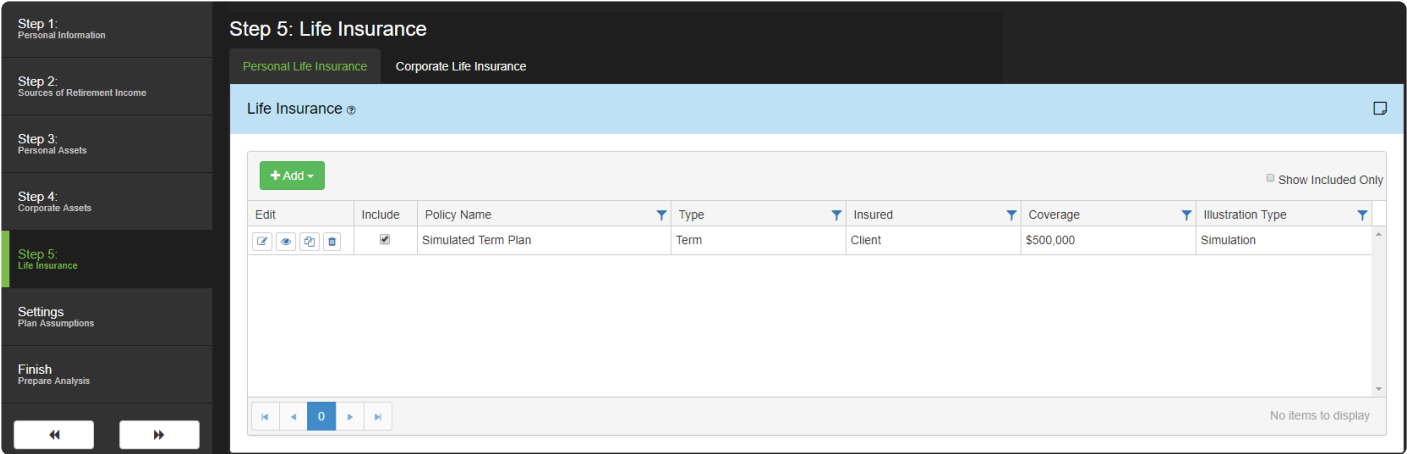 Step 1:
Personal Information
Step 2:
Sources of Retirement Income
Step 3:
Personal Assets
Step 4:
Corporate Assets
Step 5:
Life Insurance
Settings
Plan Assumptions
Finish
Prepare Analysis
Step 5: Life Insurance
Personal Life Insurance Corporate Life Insurance
Life Insurance
Add
Show Included Only
Edit Include Policy Name Type Insured Coverage Illustration Type
Simulated Term Plan Term Client $500,000 Simulation
0
No items to display